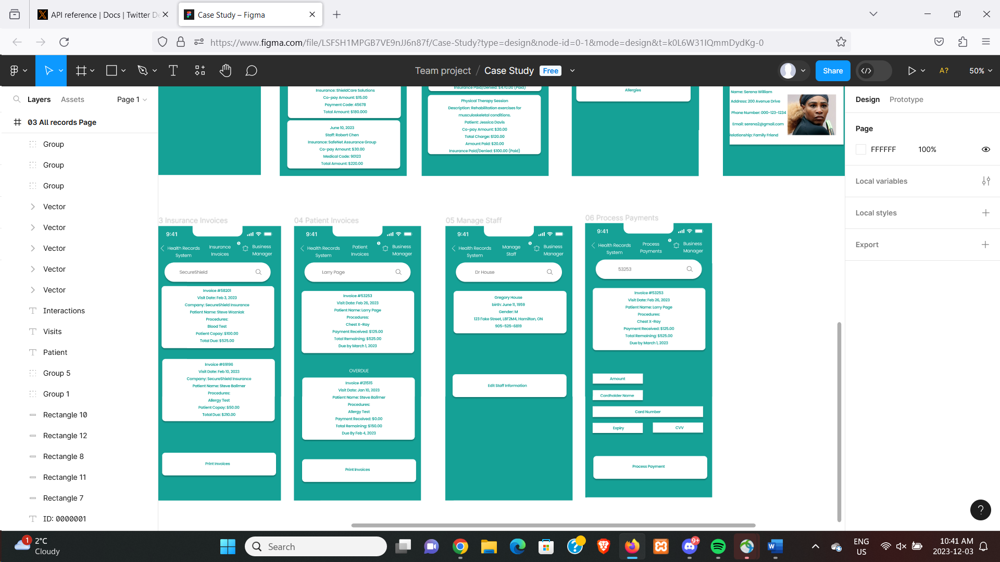 API reference | Docs | Twitter De
Case Study – Figma
https://www.figma.com/file/LSFSH1MPGB7VE9nJJ6n87f/Case-Study?type=design&node-id=0-1&mode=design&t=k0L6W31IQmmDydKg-0
Team project / Case Study
Free
Share
A?
50%
Layers
Assets
Page 1
03 All records Page
Group
Group
Group
Vector
Vector
Vector
Vector
Vector
Interactions
Visits
Patient
Group 5
Group 1
Rectangle 10
Rectangle 12
Rectangle 8
Rectangle 11
Rectangle 7
ID: 0000001
Insurance: ShieldCare Solutions
Co-pay Amount: $15.00
Payment Code: 45678
Total Amount: $180.000
June 10, 2023
Staff: Robert Chen
Insurance: SafeNet Assurance Group
Co-pay Amount: $30.00
Medical Code: 90123
Total Amount: $220.00
Insurance Paid/Denied: $470.00 (Paid)
Physical Therapy Session
Description: Rehabilitation exercises for
musculoskeletal conditions.
Patient: Jessica Davis
Co-pay Amount: $20.00
Total Charge: $120.00
Amount Paid: $20.00
Insurance Paid/Denied: $100.00 (Paid)
Allergies
Name: Serena William
Address: 200 Avenue Drive
Phone Number: 000-123-1234
Email: serena2@gmail.com
Relationship: Family Friend
3 Insurance Invoices
9:41
Health Records
System
Insurance
Invoices
5
Business
Manager
SecureShield
Invoice #58201
Visit Date: Feb 3, 2023
Company: SecureShield Insurance
Patient Name: Steve Wozniak
Procedures:
Blood Test
Patient Copay: $100.00
Total Due: $525.00
Invoice #69196
Visit Date: Feb 10, 2023
Company: SecureShield Insurance
Patient Name: Steve Ballmer
Procedures:
Allergy Test
Patient Copay: $50.00
Total Due: $210.00
Print Invoices
04 Patient Invoices
9:41
Health Records
System
Patient
Invoices
5
Business
Manager
Larry Page
Invoice #53253
Visit Date: Feb 26, 2023
Patient Name: Larry Page
Procedures:
Chest X-Ray
Payment Received: $125.00
Total Remaining: $525.00
Due by March 1, 2023
OVERDUE
Invoice #21515
Visit Date: Jan 10, 2023
Patient Name: Steve Ballmer
Procedures:
Allergy Test
Payment Received: $0.00
Total Remaining: $150.00
Due By Feb 4, 2023
Print Invoices
05 Manage Staff
9:41
Health Records
System
Manage
Staff
5
Business
Manager
Dr House
Gregory House
birth: June 11, 1959
Gender: M
123 Fake Street, L8F2M4, Hamilton, ON
905-525-6819
Edit Staff Information
06 Process Payments
9:41
Health Records
System
Process
Payments
5
Business
Manager
53253
Invoice #53253
Visit Date: Feb 26, 2023
Patient Name: Larry Page
Procedures:
Chest X-Ray
Payment Received: $125.00
Total Remaining: $525.00
Due by March 1, 2023
Amount
Cardholder Name
Card Number
Expiry
CVV
Process Payment
Design
Prototype
Page
FFFFFF
100%
Local variables
Local styles
Export
?
1
2°C
Cloudy
Search
9+
ENG
US
10:41 AM
2023-12-03